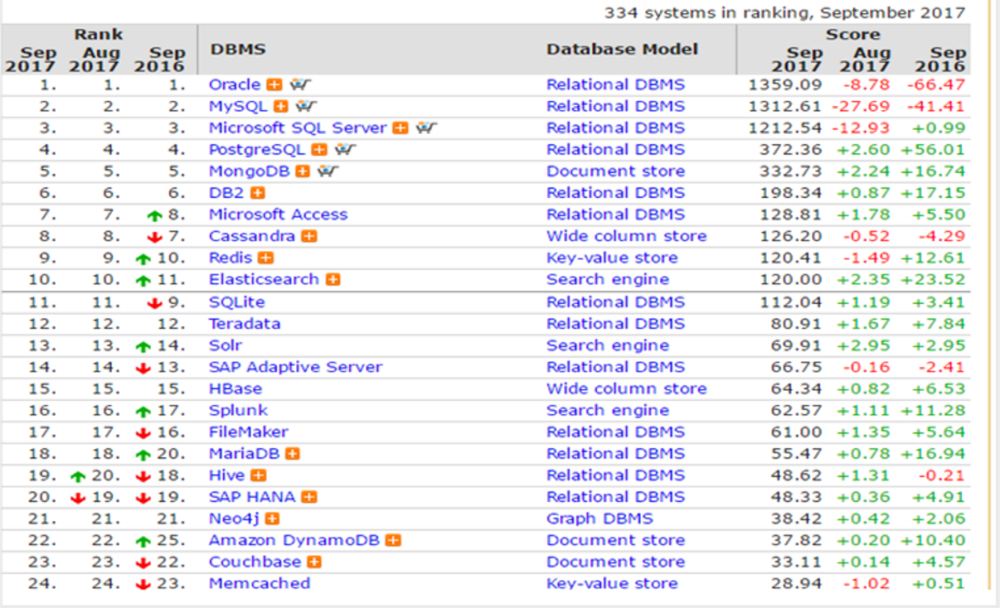 334 systems in ranking, September 2017
Rank Score
Sep Aug Sep DBMS Database Model Sep Aug Sep
2017 2017 2016 2017 2017 2016
1. 1. 1. Oracle Relational DBMS 1359.09 -8.78 -66.47
2. 2. 2. MySQL Relational DBMS 1312.61 -27.69 -41.41
3. 3. 3. Microsoft SQL Server Relational DBMS 1212.54 -12.93 +0.99
4. 4. 4. PostgreSQL Relational DBMS 372.36 +2.60 +56.01
5. 5. 5. MongoDB Document store 332.73 +2.24 +16.74
6. 6. 6. DB2 Relational DBMS 198.34 +0.87 +17.15
7. 7. 8. Microsoft Access Relational DBMS 128.81 +1.78 +5.50
8. 8. 7. Cassandra Wide column store 126.20 -0.52 -4.29
9. 9. 10. Redis Key-value store 120.41 -1.49 +12.61
10. 10. 11. Elasticsearch Search engine 120.00 +2.35 +23.52
11. 11. 9. SQLite Relational DBMS 112.04 +1.19 +3.41
12. 12. 12. Teradata Relational DBMS 80.91 +1.67 +7.84
13. 13. 14. Solr Search engine 69.91 +2.95 +2.95
14. 14. 13. SAP Adaptive Server Relational DBMS 66.75 -0.16 -2.41
15. 15. 15. HBase Wide column store 64.34 +0.82 +6.53
16. 16. 17. Splunk Search engine 62.57 +1.11 +11.28
17. 17. 16. FileMaker Relational DBMS 61.00 +1.35 +5.64
18. 18. 20. MariaDB Relational DBMS 55.47 +0.78 +16.94
19. 20. 18. Hive Relational DBMS 48.62 +1.31 -0.21
20. 19. 19. SAP HANA Relational DBMS 48.33 +0.36 +4.91
21. 21. 21. Neo4j Graph DBMS 38.42 +0.42 +2.06
22. 22. 25. Amazon DynamoDB Document store 37.82 +0.20 +10.40
23. 23. 22. Couchbase Document store 33.11 +0.14 +4.57
24. 24. 23. Memcached Key-value store 28.94 -1.02 +0.51